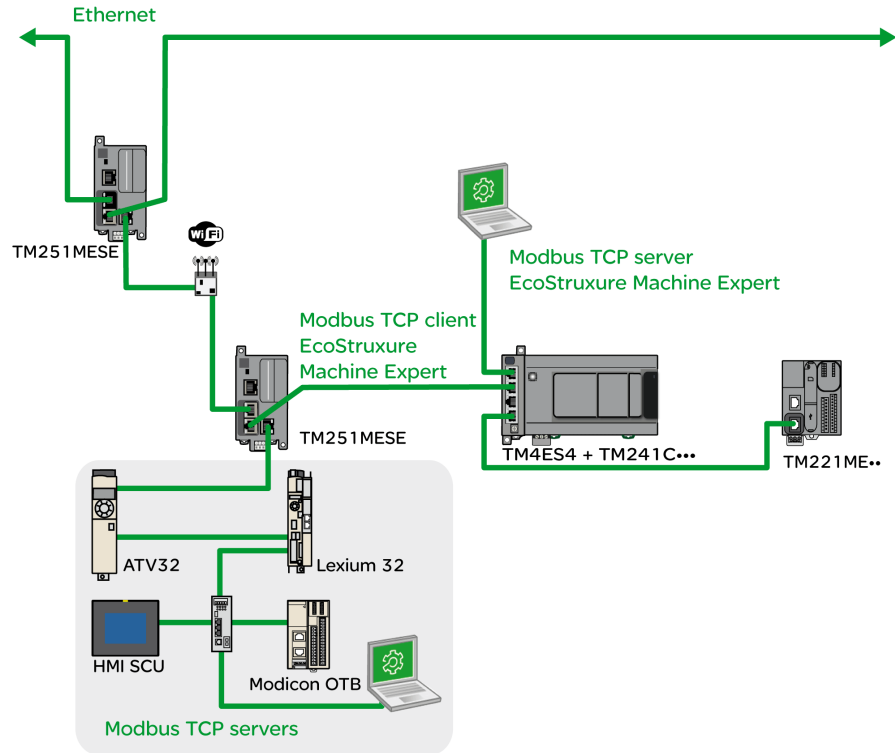 Ethernet
TM251MESE
Wi Fi
Modbus TCP server
EcoStruxure Machine Expert
Modbus TCP client
EcoStruxure
Machine Expert
TM251MESE
TM4ES4 + TM241C•••
TM221ME••
ATV32
Lexium 32
HMI SCU
Modicon OTB
Modbus TCP servers